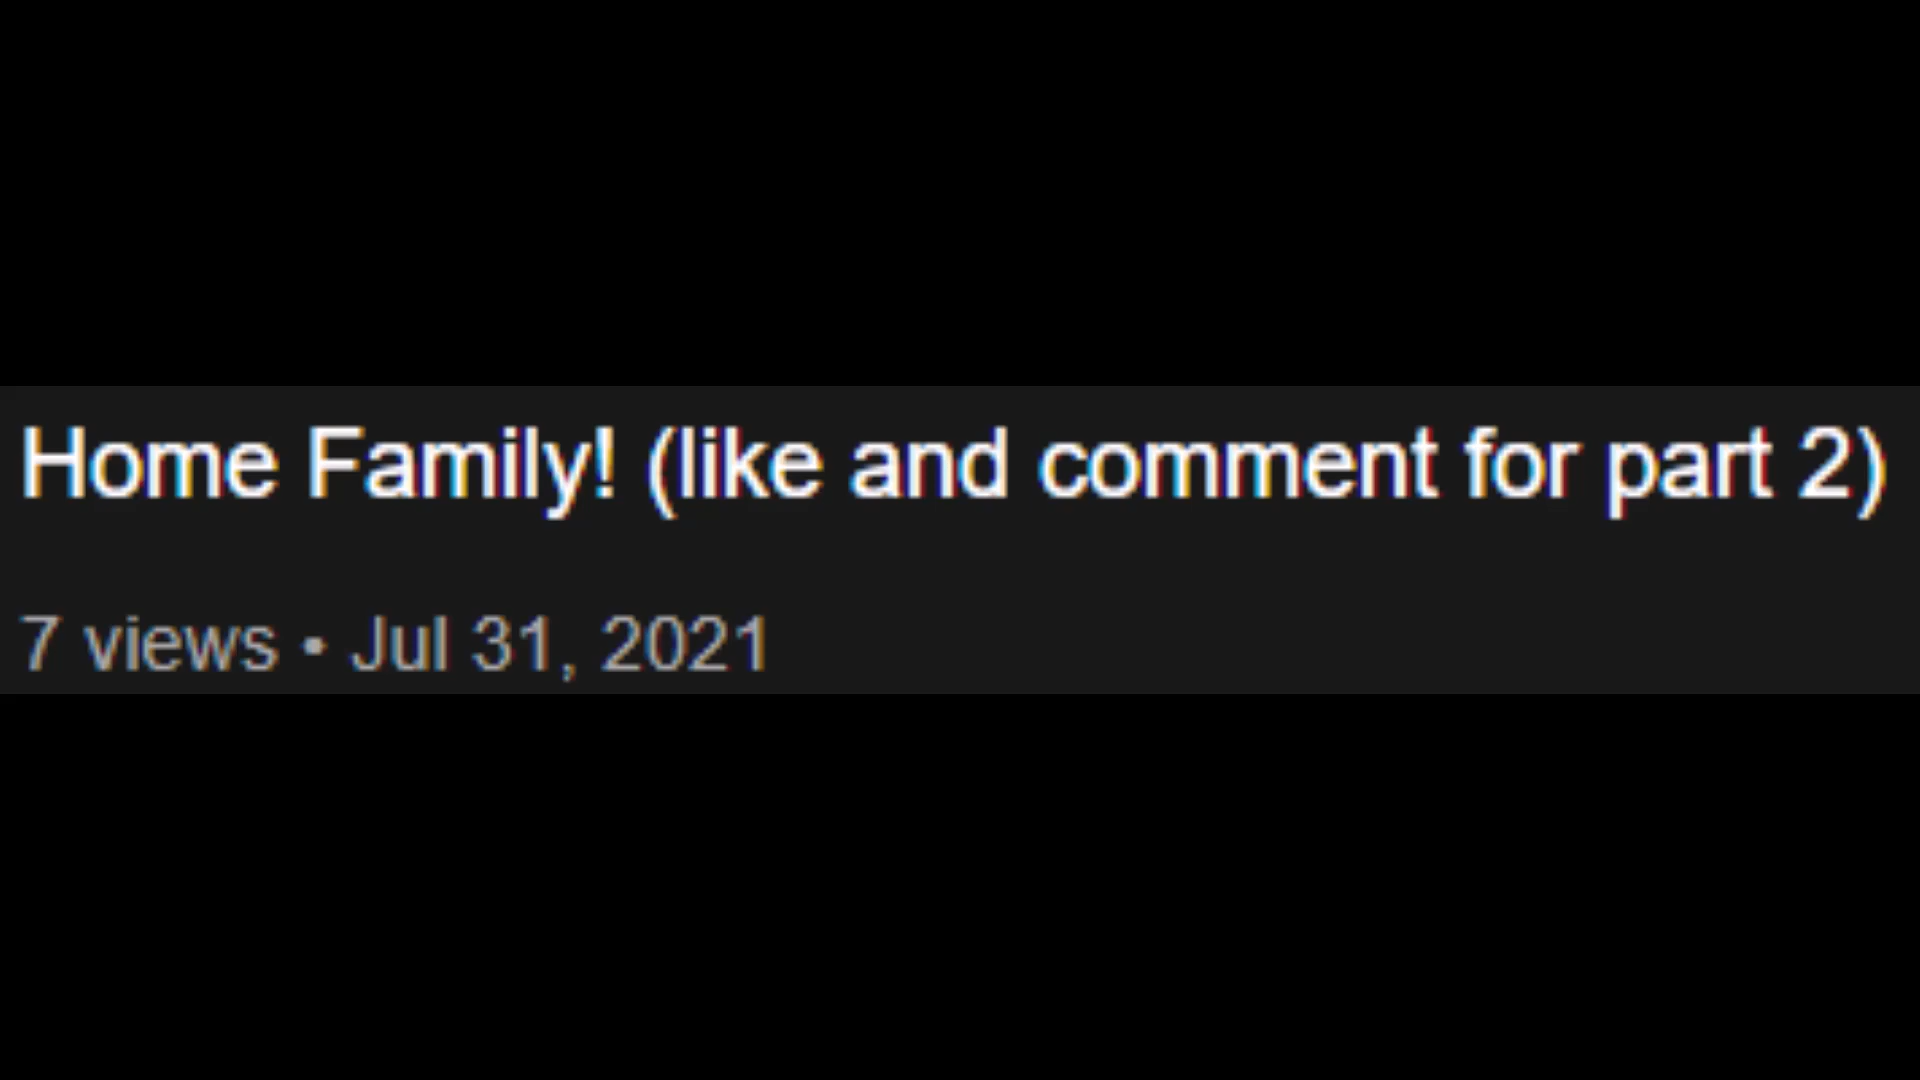 Home Family! (like and comment for part 2)
7 views • Jul 31, 2021